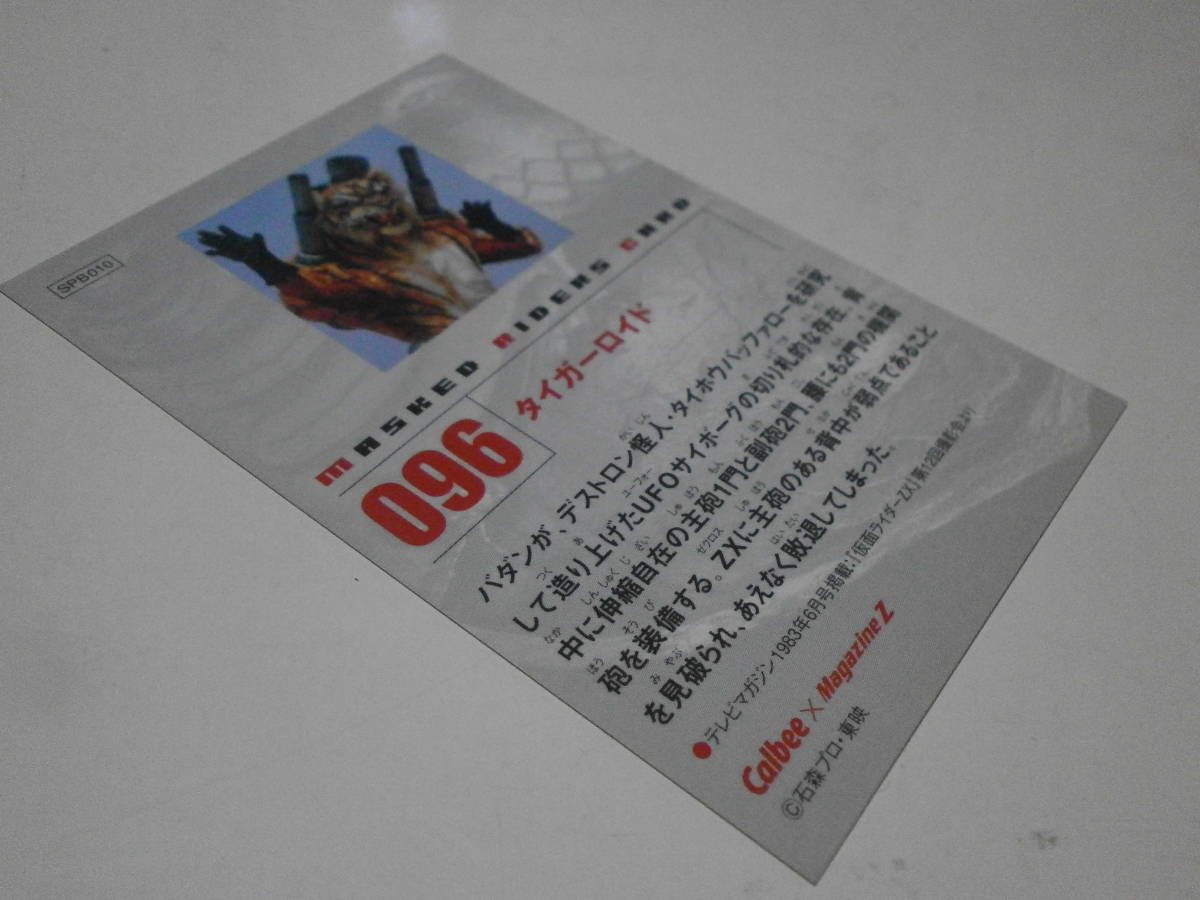 SPB010
MASKED RIDERS CARD
096
タイガーロイド
バダンが、デストロン怪人・タイホウバッファローを研究
して造り上げたUFOサイボーグの切り札的な存在。背
中に伸縮自在の主砲1門と副砲2門、腰にも2門の機関
砲を装備する。ZXに主砲のある背中が弱点であること
を見破られ、あえなく敗退してしまった。
●テレビマガジン1983年6月号掲載:『仮面ライダーZX』第12回撮影会より
Calbee × Magazine Z
©石森プロ・東映